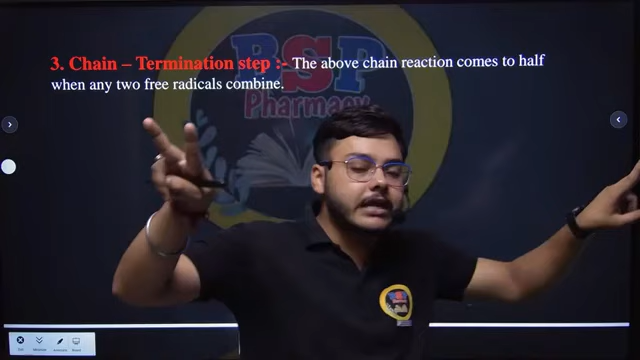 BSP
Pharmacy
3. Chain – Termination step :- The above chain reaction comes to half
when any two free radicals combine.